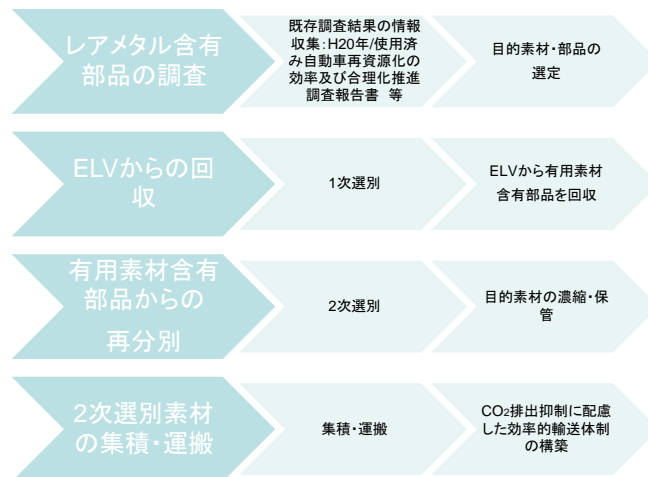 レアメタル含有
部品の調査
既存調査結果の情報
収集:H20年/使用済
み自動車再資源化の
効率及び合理化推進
調査報告書 等
目的素材・部品の
選定
ELVからの回
収
1次選別
ELVから有用素材
含有部品を回収
有用素材含有
部品からの
再分別
2次選別
目的素材の濃縮・保
管
2次選別素材
の集積・運搬
集積・運搬
CO2排出抑制に配慮
した効率的輸送体制
の構築